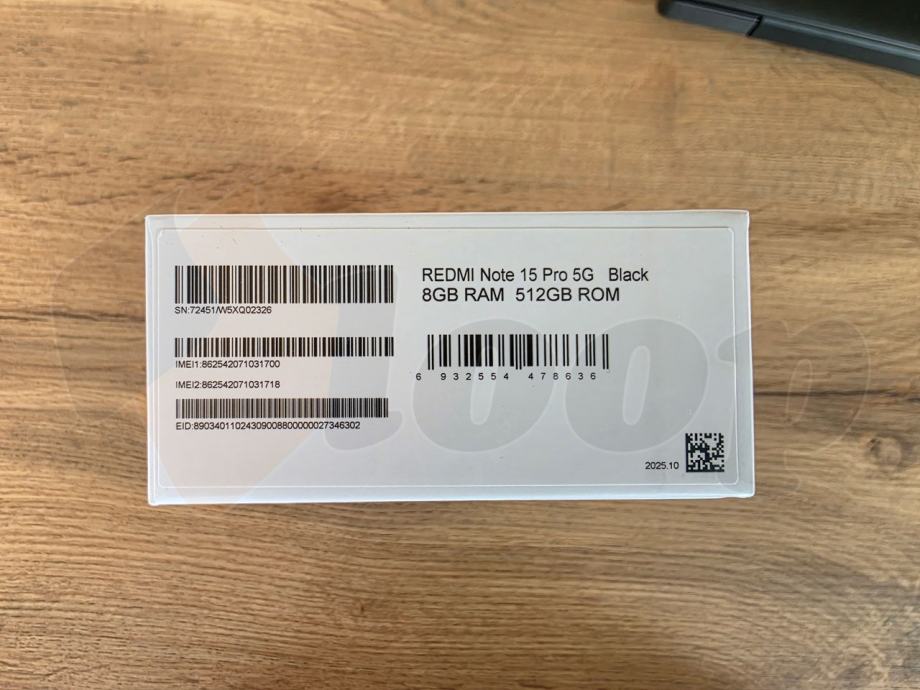 REDMI Note 15 Pro 5G Black
8GB RAM 512GB ROM
SN:72451/W5XQ02326
IMEI1:862542071031700
IMEI2:862542071031718
EID:89034011024309008800000027346302
6 932554 478636
2025.10
loop